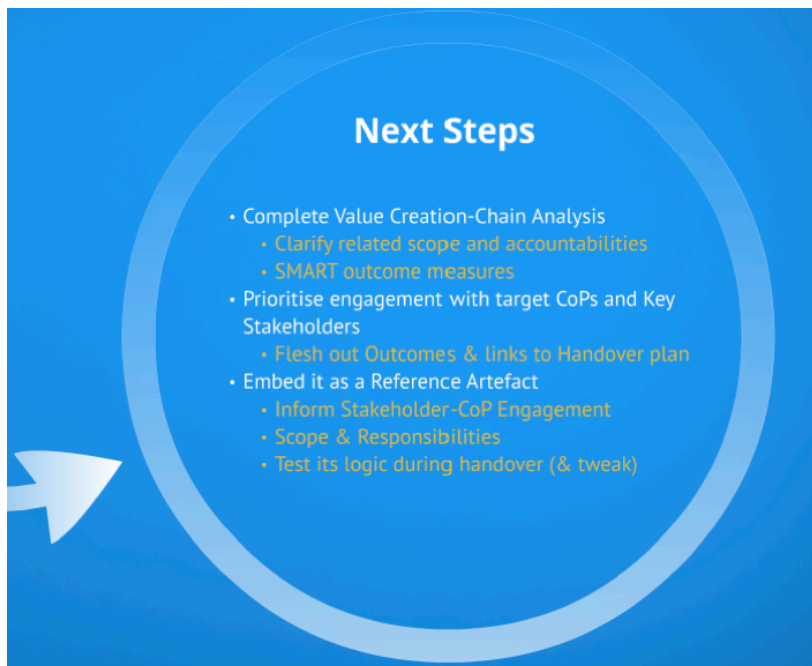 Next Steps
• Complete Value Creation-Chain Analysis
• Clarify related scope and accountabilities
• SMART outcome measures
• Prioritise engagement with target CoPs and Key
Stakeholders
• Flesh out Outcomes & links to Handover plan
• Embed it as a Reference Artefact
• Inform Stakeholder-CoP Engagement
• Scope & Responsibilities
• Test its logic during handover (& tweak)